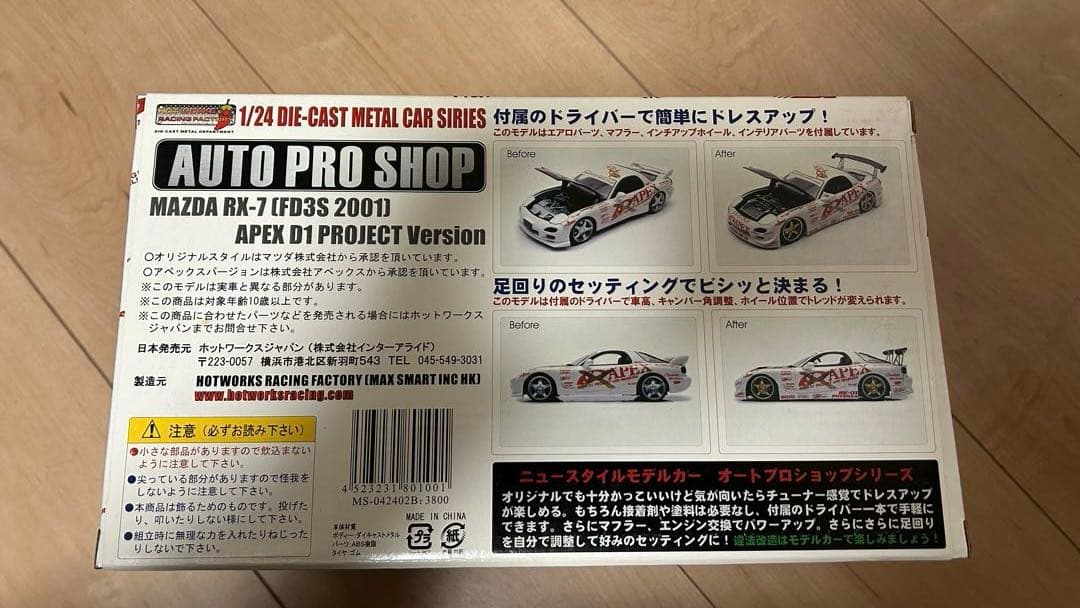 HOTWORKS
RACING FACTORY
DIE-CAST METAL DEPARTMENT
1/24 DIE-CAST METAL CAR SIRIES
AUTO PRO SHOP
MAZDA RX-7 (FD3S 2001)
APEX D1 PROJECT Version
○オリジナルスタイルはマツダ株式会社から承認を頂いています。
○アペックスバージョンは株式会社アペックスから承認を頂いています。
※このモデルは実車と異なる部分があります。
※この商品は対象年齢10歳以上です。
※この商品に合わせたパーツなどを発売される場合にはホットワークス
ジャパンまでお問合せ下さい。
日本発売元 ホットワークスジャパン (株式会社インターアライド)
〒223-0057 横浜市港北区新羽町543 TEL 045-549-3031
製造元 HOTWORKS RACING FACTORY (MAX SMART INC HK)
www.hotworksracing.com
注意 (必ずお読み下さい)
●小さな部品がありますので飲込まない
ように注意して下さい。
●尖っている部分がありますので怪我を
しないように注意して下さい。
●本商品は飾るためのものです。投げた
り、叩いたりしない様にして下さい。
●組立時に無理な力を入れたりねじった
りしないで下さい。
4 523231 801001
MS-042402B: 3800
MADE IN CHINA
本体材質
ボディー:ダイキャストメタル
パーツ:ABS樹脂
タイヤ:ゴム
プラ
紙
付属のドライバーで簡単にドレスアップ!
このモデルはエアロパーツ、マフラー、インチアップホイール、インテリアパーツを付属しています。
Before
After
APEX
APEX
足回りのセッティングでビシッと決まる!
このモデルは付属のドライバーで車高、キャンバー角調整、ホイール位置でトレッドが変えられます。
Before
After
APEX
APEX
ニュースタイルモデルカー オートプロショップシリーズ
オリジナルでも十分かっこいいけど気が向いたらチューナー感覚でドレスアップ
が楽しめる。もちろん接着剤や塗料は必要なし、付属のドライバー一本で手軽に
できます。さらにマフラー、エンジン交換でパワーアップ。さらにさらに足回り
を自分で調整して好みのセッティングに!違法改造はモデルカーで楽しみましょう!